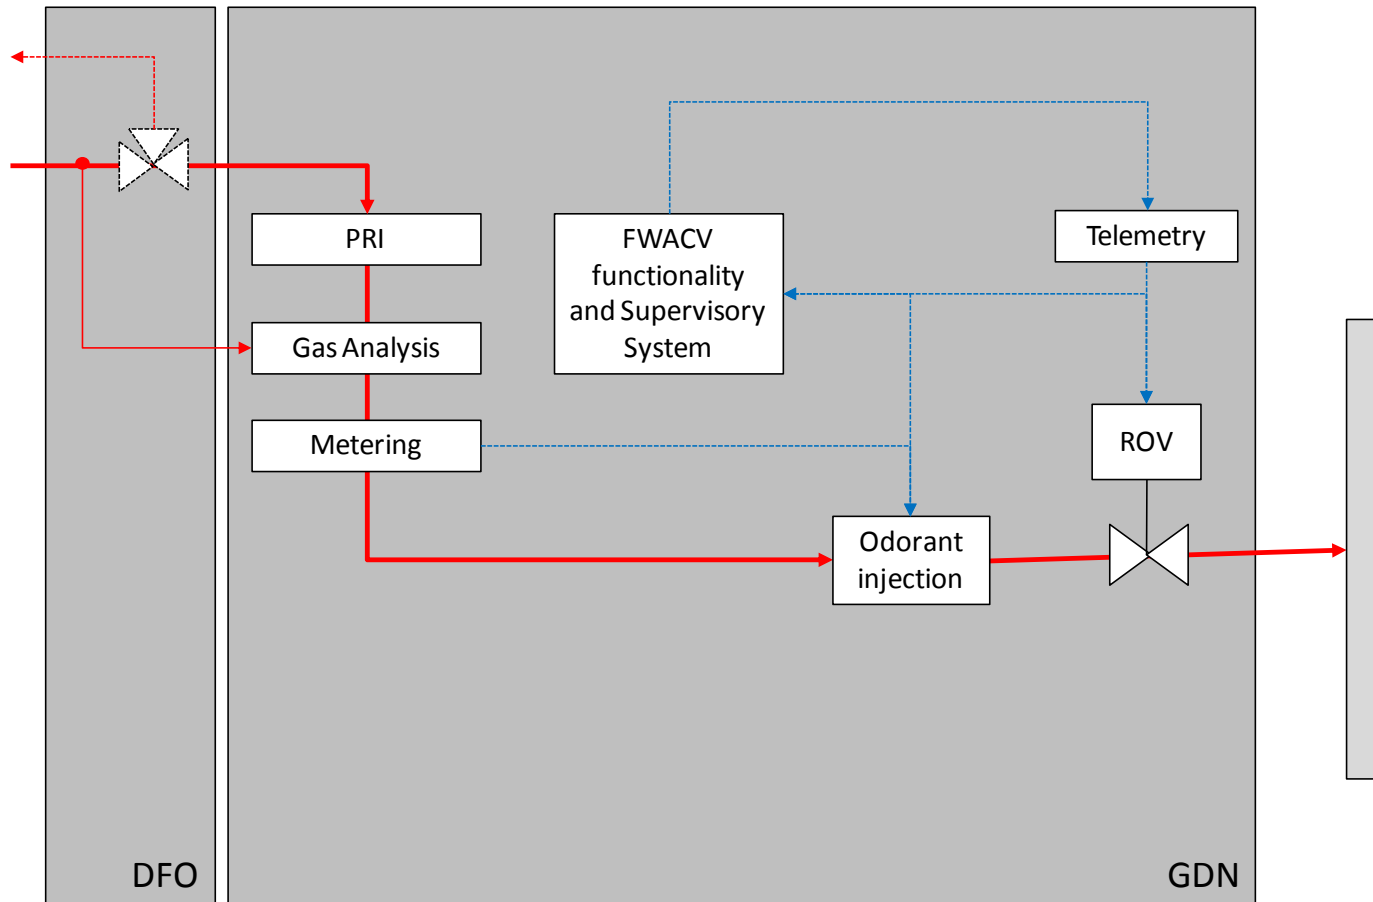 PRI
Gas Analysis
Metering
FWACV
functionality
and Supervisory
System
Telemetry
ROV
Odorant
injection
DFO
GDN